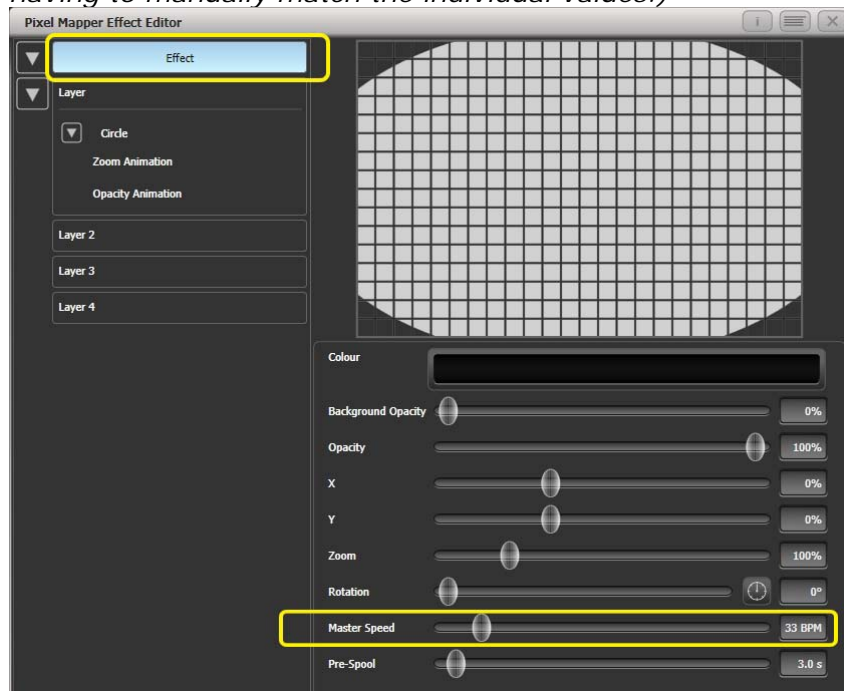 having to manually match the individual values.)
Pixel Mapper Effect Editor
i
Effect
Layer
Circle
Zoom Animation
Opacity Animation
Layer 2
Layer 3
Layer 4
Colour
Background Opacity 0%
Opacity 100%
X 0%
Y 0%
Zoom 100%
Rotation 0°
Master Speed 33 BPM
Pre-Spool 3.0 s